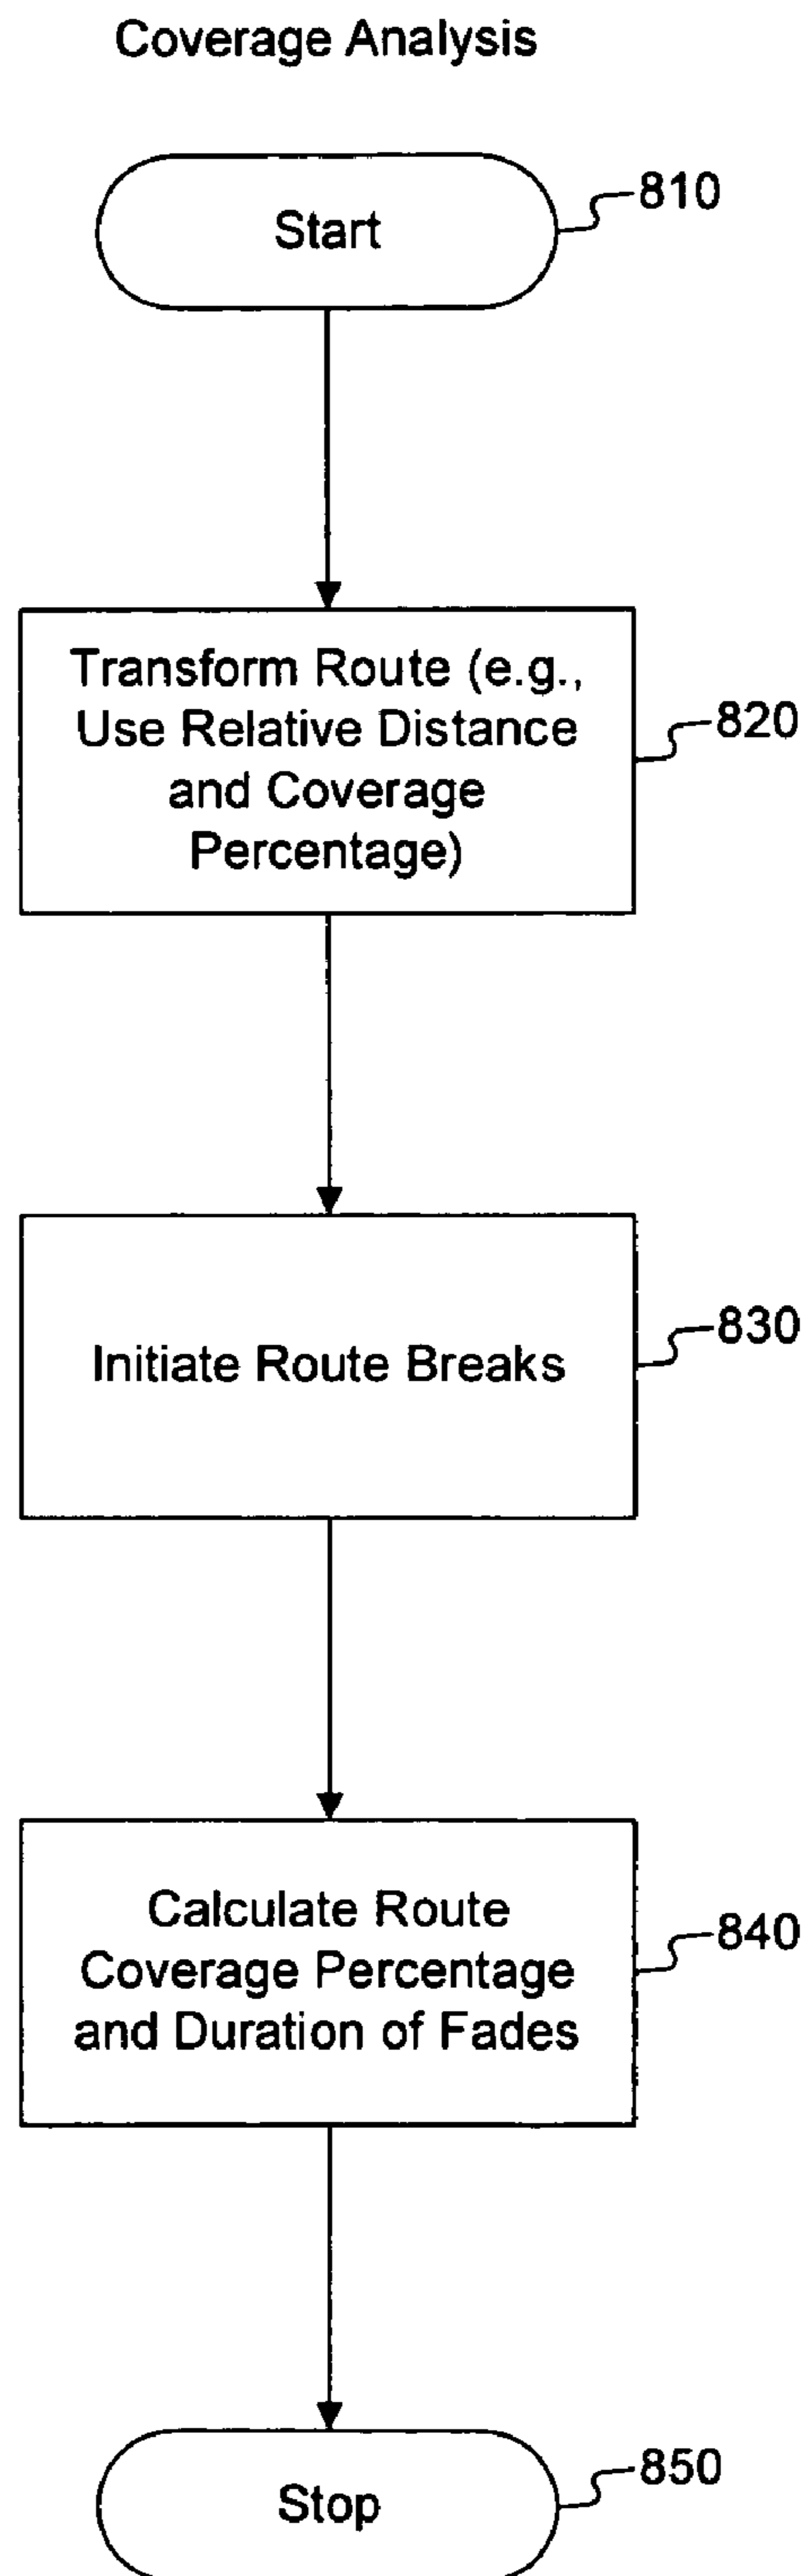 Coverage Analysis
Start
810
Transform Route (e.g.,
Use Relative Distance
and Coverage
Percentage)
820
Initiate Route Breaks
830
Calculate Route
Coverage Percentage
and Duration of Fades
840
Stop
850